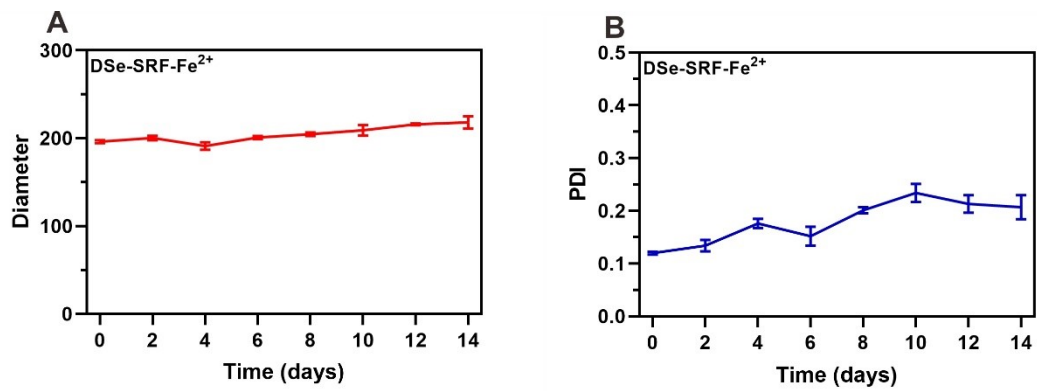 A
DSe-SRF-Fe²⁺
Diameter
300
200
100
0
0 2 4 6 8 10 12 14
Time (days)
B
DSe-SRF-Fe²⁺
PDI
0.5
0.4
0.3
0.2
0.1
0.0
0 2 4 6 8 10 12 14
Time (days)